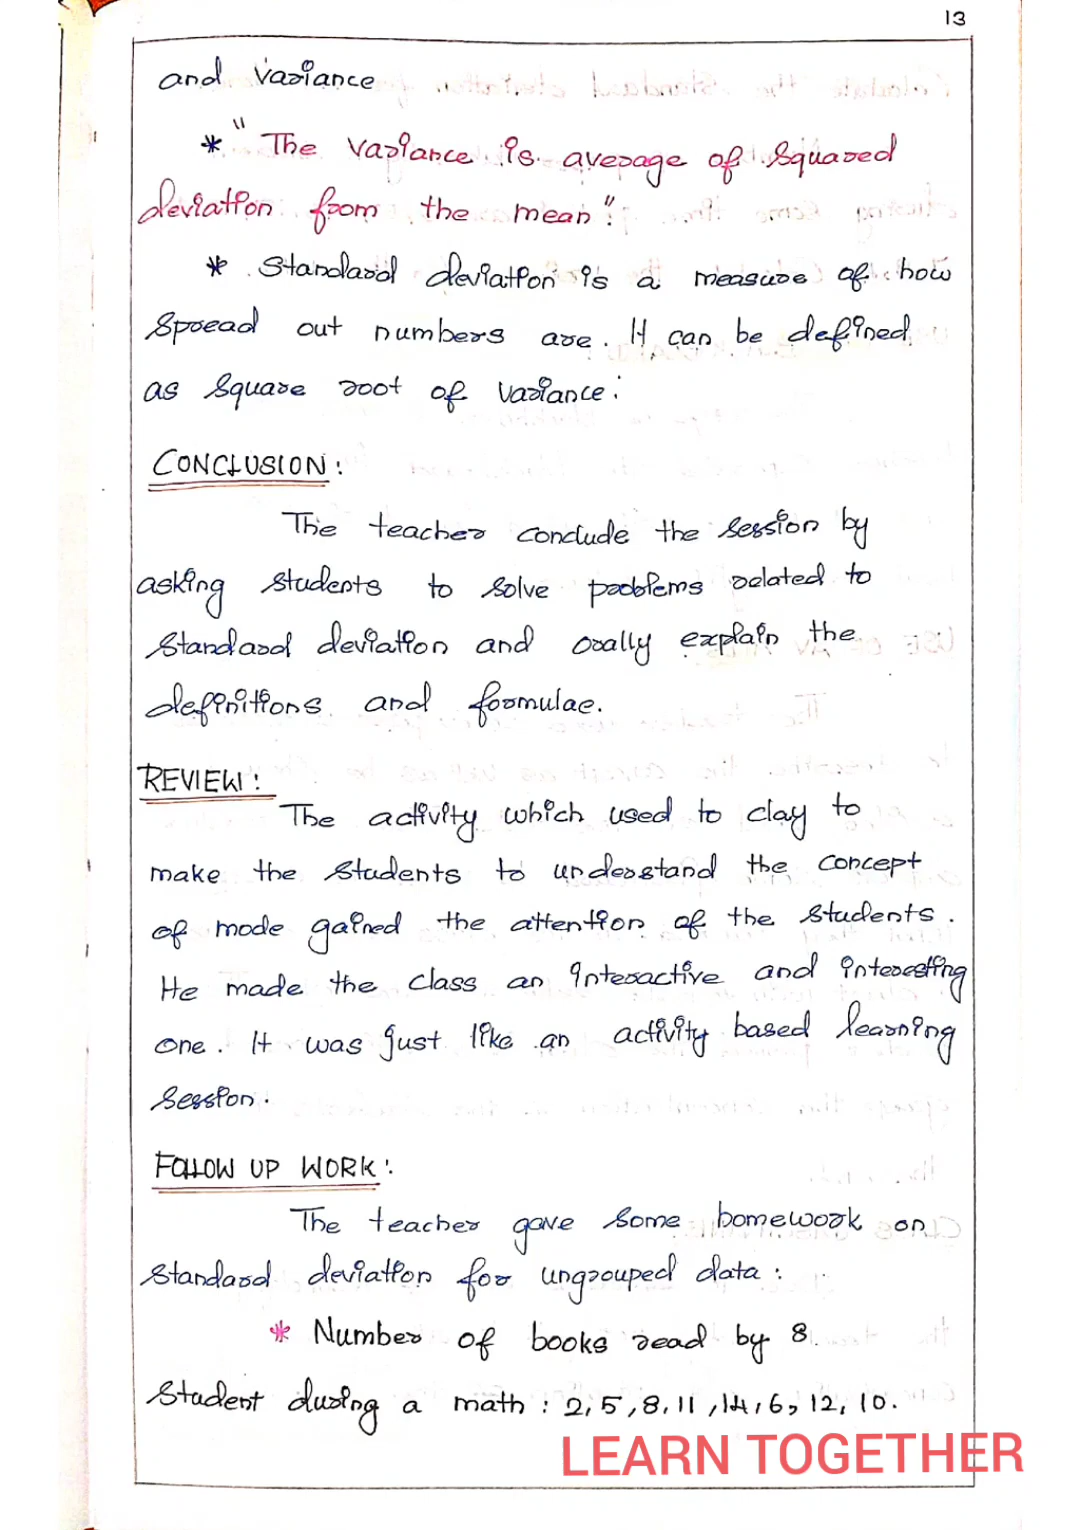 13
and variance
* "The variance is average of squared
deviation from the mean".
* Standard deviation is a measure of how
spread out numbers are. It can be defined
as square root of variance.
CONCLUSION:
The teacher conclude the session by
asking students to solve problems related to
standard deviation and orally explain the
definitions and formulae.
REVIEW:
The activity which used to clay to
make the students to understand the concept
of mode gained the attention of the students.
He made the class an interactive and interesting
one. It was just like an activity based learning
session.
FOLLOW UP WORK:
The teacher gave some homework on
standard deviation for ungrouped data:
* Number of books read by 8
student during a math: 2, 5, 8, 11, 14, 6, 12, 10.
LEARN TOGETHER